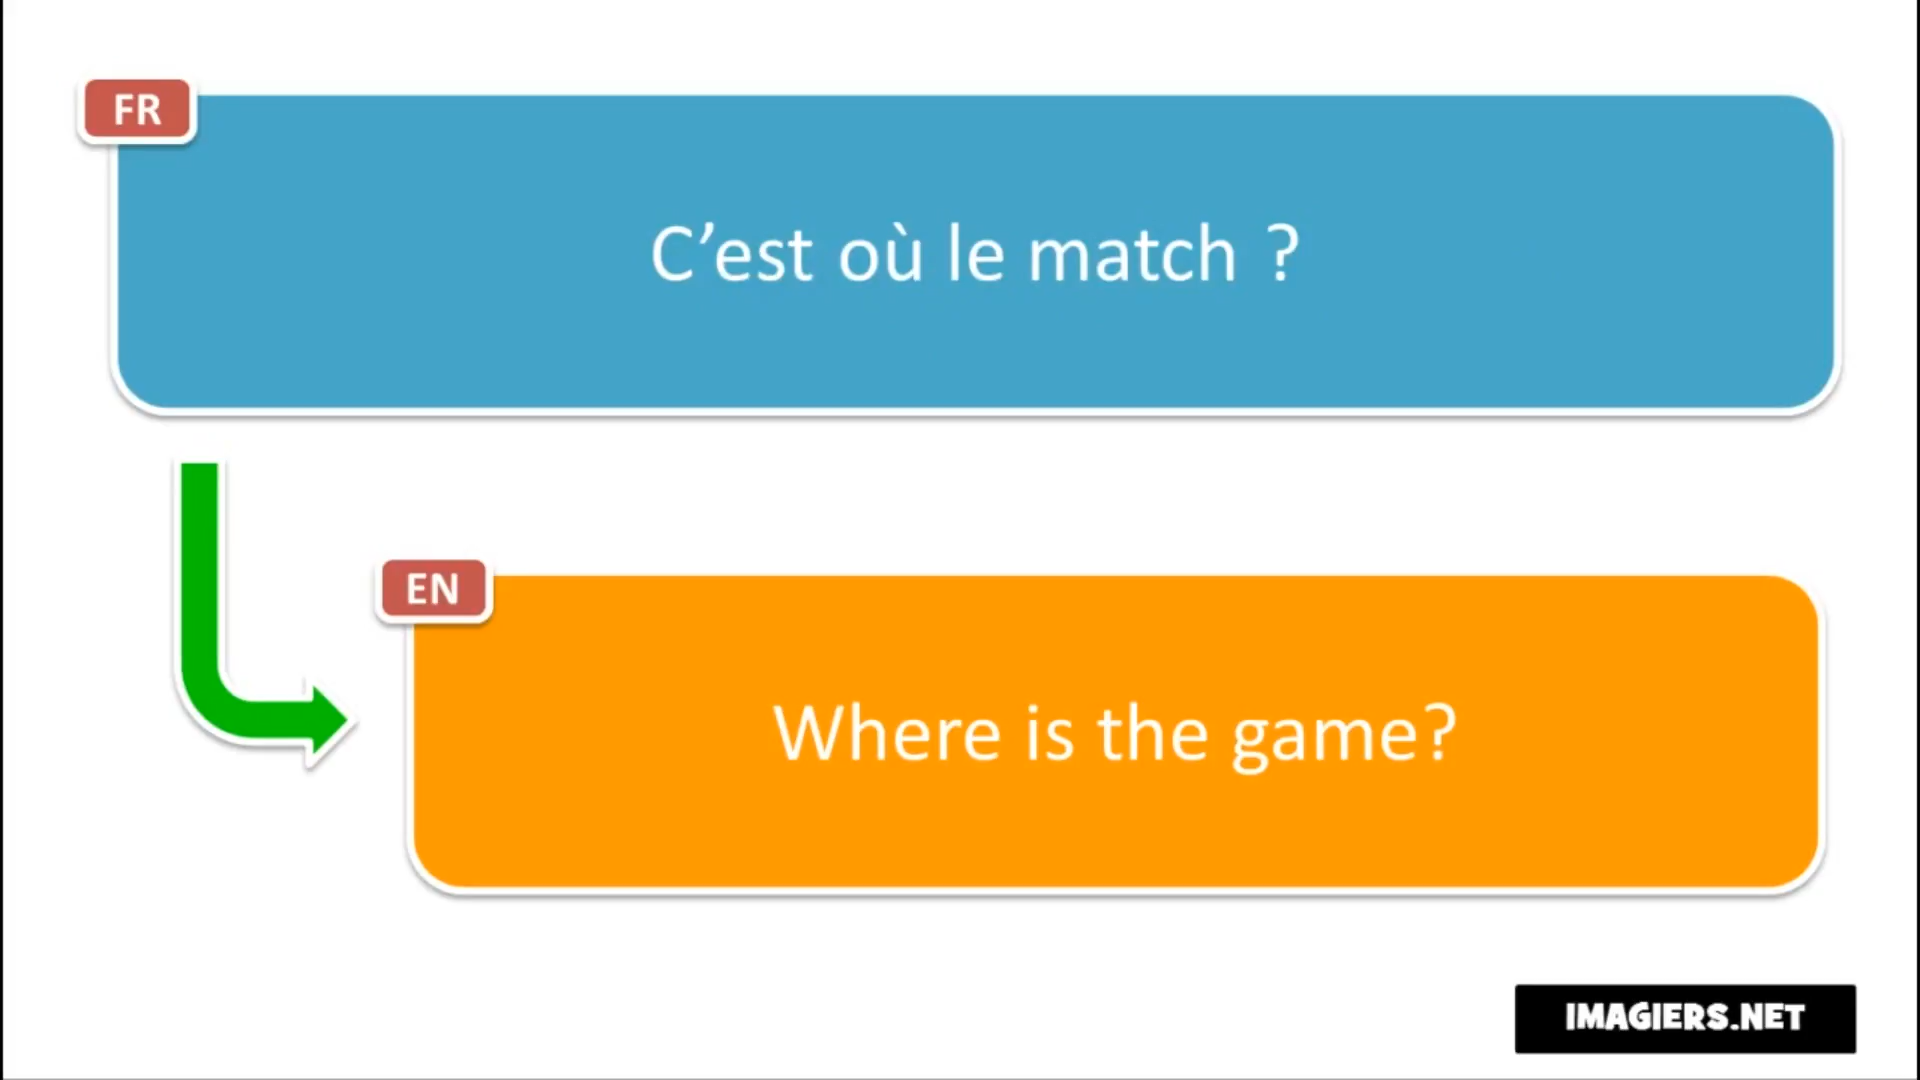 FR
C’est où le match ?
EN
Where is the game?
IMAGIERS.NET